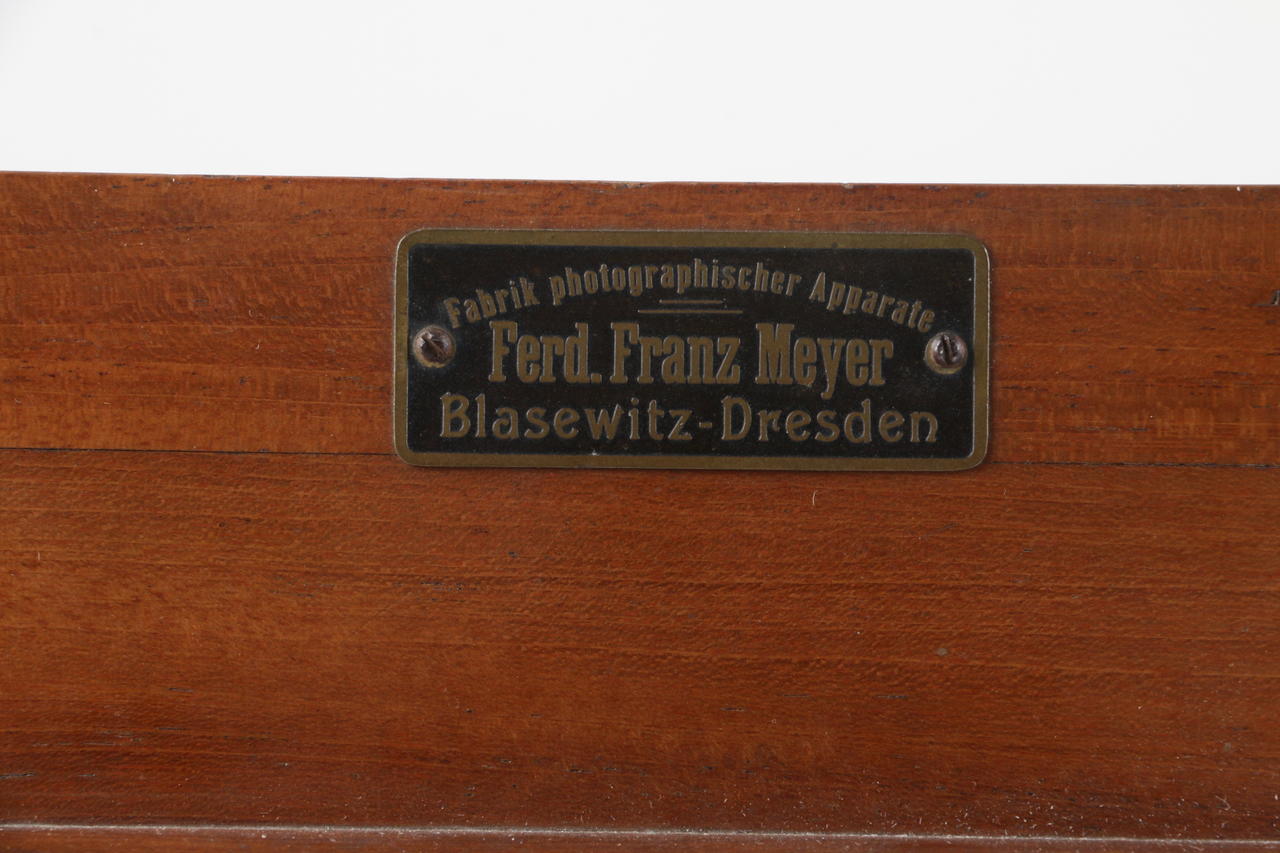 Fabrik photographischer Apparate
Ferd. Franz Meyer
Blasewitz-Dresden